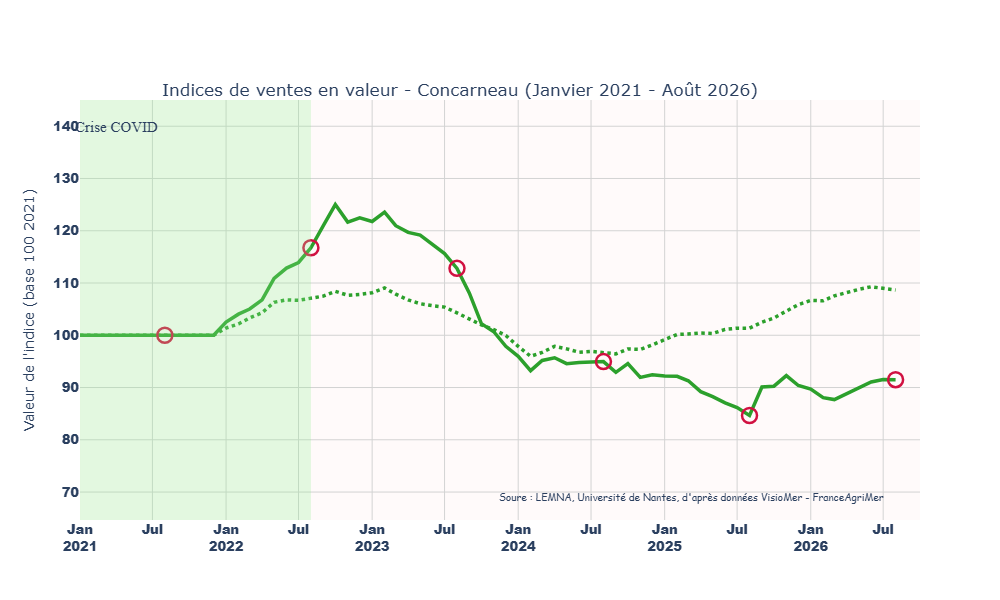 Indices de ventes en valeur - Concarneau (Janvier 2021 - Août 2026)
Valeur de l'indice (base 100 2021)
Crise COVID
140
130
120
110
100
90
80
70
Soure : LEMNA, Université de Nantes, d'après données VisioMer - FranceAgriMer
Jan Jul Jan Jul Jan Jul Jan Jul Jan Jul Jan Jul
2021 2022 2023 2024 2025 2026